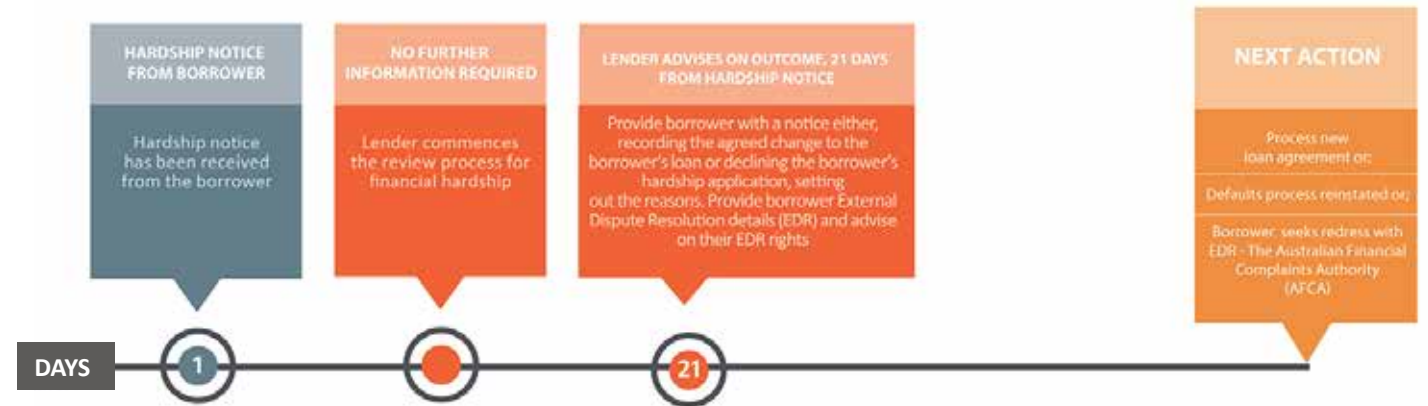 HARDSHIP NOTICE
FROM BORROWER
Hardship notice
has been received
from the borrower
NO FURTHER
INFORMATION REQUIRED
Lender commences
the review process for
financial hardship
LENDER ADVISES ON OUTCOME, 21 DAYS
FROM HARDSHIP NOTICE
Provide borrower with a notice either,
recording the agreed change to the
borrower's loan or declining the borrower's
hardship application, setting
out the reasons. Provide borrower External
Dispute Resolution details (EDR) and advise
on their EDR rights
NEXT ACTION
Process new
loan agreement or;
Defaults process reinstated or;
Borrower seeks redress with
EDR - The Australian Financial
Complaints Authority
(AFCA)
DAYS
1
21